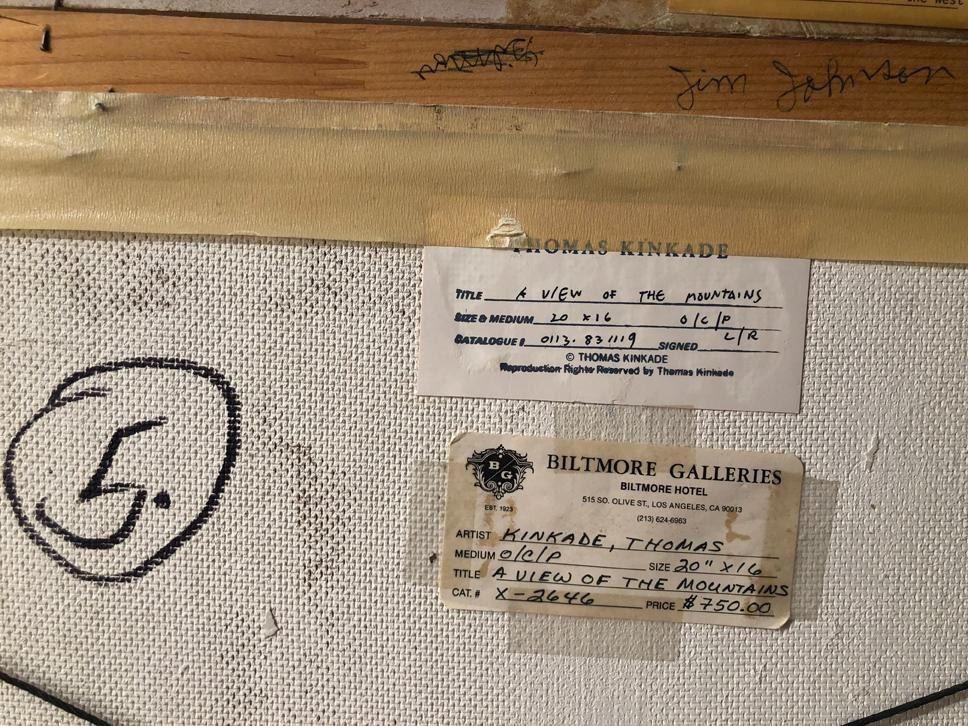 the West
Jim Johnson
THOMAS KINKADE
TITLE A VIEW OF THE MOUNTAINS
SIZE & MEDIUM 20 x 16 O/C/P
CATALOGUE # 0113. 831119 SIGNED L/R
© THOMAS KINKADE
Reproduction Rights Reserved by Thomas Kinkade
5.
BG
EST. 1923
BILTMORE GALLERIES
BILTMORE HOTEL
515 SO. OLIVE ST., LOS ANGELES, CA 90013
(213) 624-6963
ARTIST KINKADE, THOMAS
MEDIUM O/C/P SIZE 20" X 16
TITLE A VIEW OF THE MOUNTAINS
CAT. # X-2646 PRICE $750.00